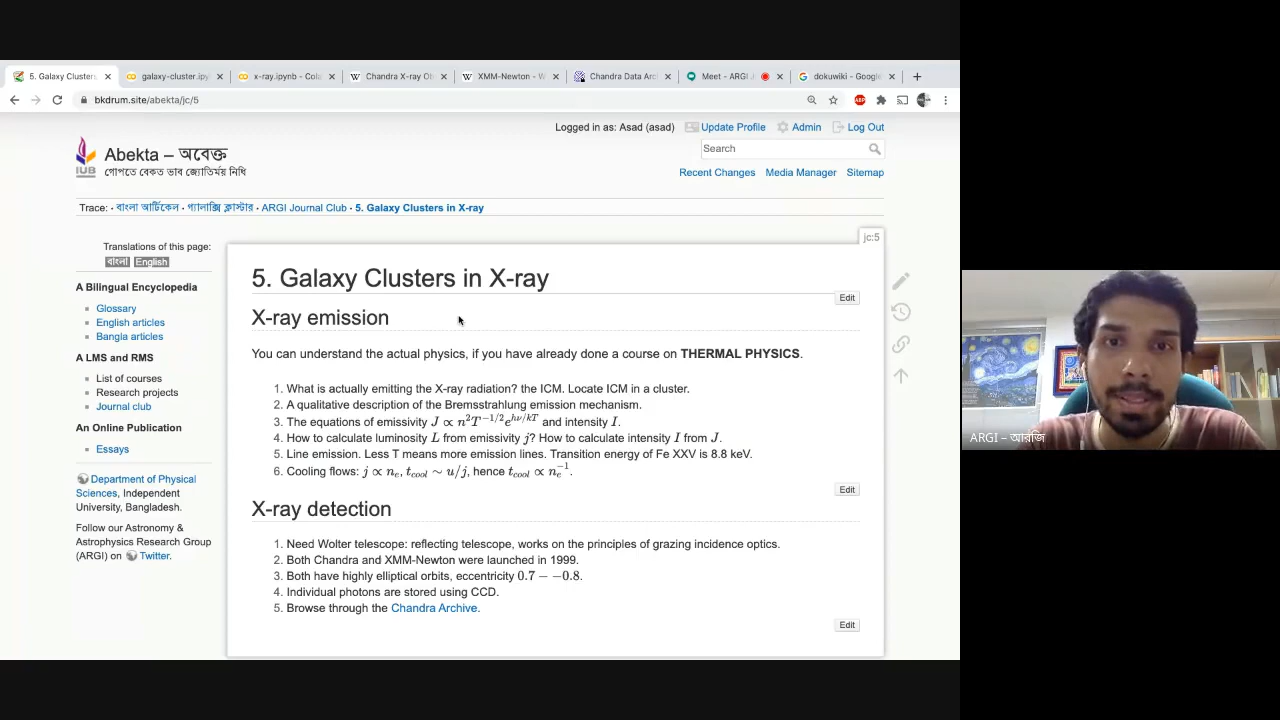 5. Galaxy Clusters
galaxy-cluster.ipy
x-ray.ipynb - Cola
Chandra X-ray Ob
XMM-Newton - W
Chandra Data Arc
Meet - ARGI J
dokuwiki - Google
bkdrum.site/abekta/jc/5
ABP
Logged in as: Asad (asad) Update Profile Admin Log Out
IUB
Abekta – অবেক্ত
গোপতে বেকত ভাব জ্যোতির্ময় নিধি
Search
Recent Changes Media Manager Sitemap
Trace: • বাংলা আর্টিকেল • গ্যালাক্সি ক্লাস্টার • ARGI Journal Club • 5. Galaxy Clusters in X-ray
jc:5
Translations of this page:
বাংলা English
A Bilingual Encyclopedia
Glossary
English articles
Bangla articles
A LMS and RMS
List of courses
Research projects
Journal club
An Online Publication
Essays
Department of Physical
Sciences, Independent
University, Bangladesh.
Follow our Astronomy &
Astrophysics Research Group
(ARGI) on Twitter.
5. Galaxy Clusters in X-ray
Edit
X-ray emission
You can understand the actual physics, if you have already done a course on THERMAL PHYSICS.
1. What is actually emitting the X-ray radiation? the ICM. Locate ICM in a cluster.
2. A qualitative description of the Bremsstrahlung emission mechanism.
3. The equations of emissivity J ∝ n²T^{-1/2}e^{hν/kT} and intensity I.
4. How to calculate luminosity L from emissivity j? How to calculate intensity I from J.
5. Line emission. Less T means more emission lines. Transition energy of Fe XXV is 8.8 keV.
6. Cooling flows: j ∝ n_e, t_{cool} ∼ u/j, hence t_{cool} ∝ n_e^{-1}.
Edit
X-ray detection
1. Need Wolter telescope: reflecting telescope, works on the principles of grazing incidence optics.
2. Both Chandra and XMM-Newton were launched in 1999.
3. Both have highly elliptical orbits, eccentricity 0.7 − −0.8.
4. Individual photons are stored using CCD.
5. Browse through the Chandra Archive.
Edit
ARGI – আরজি